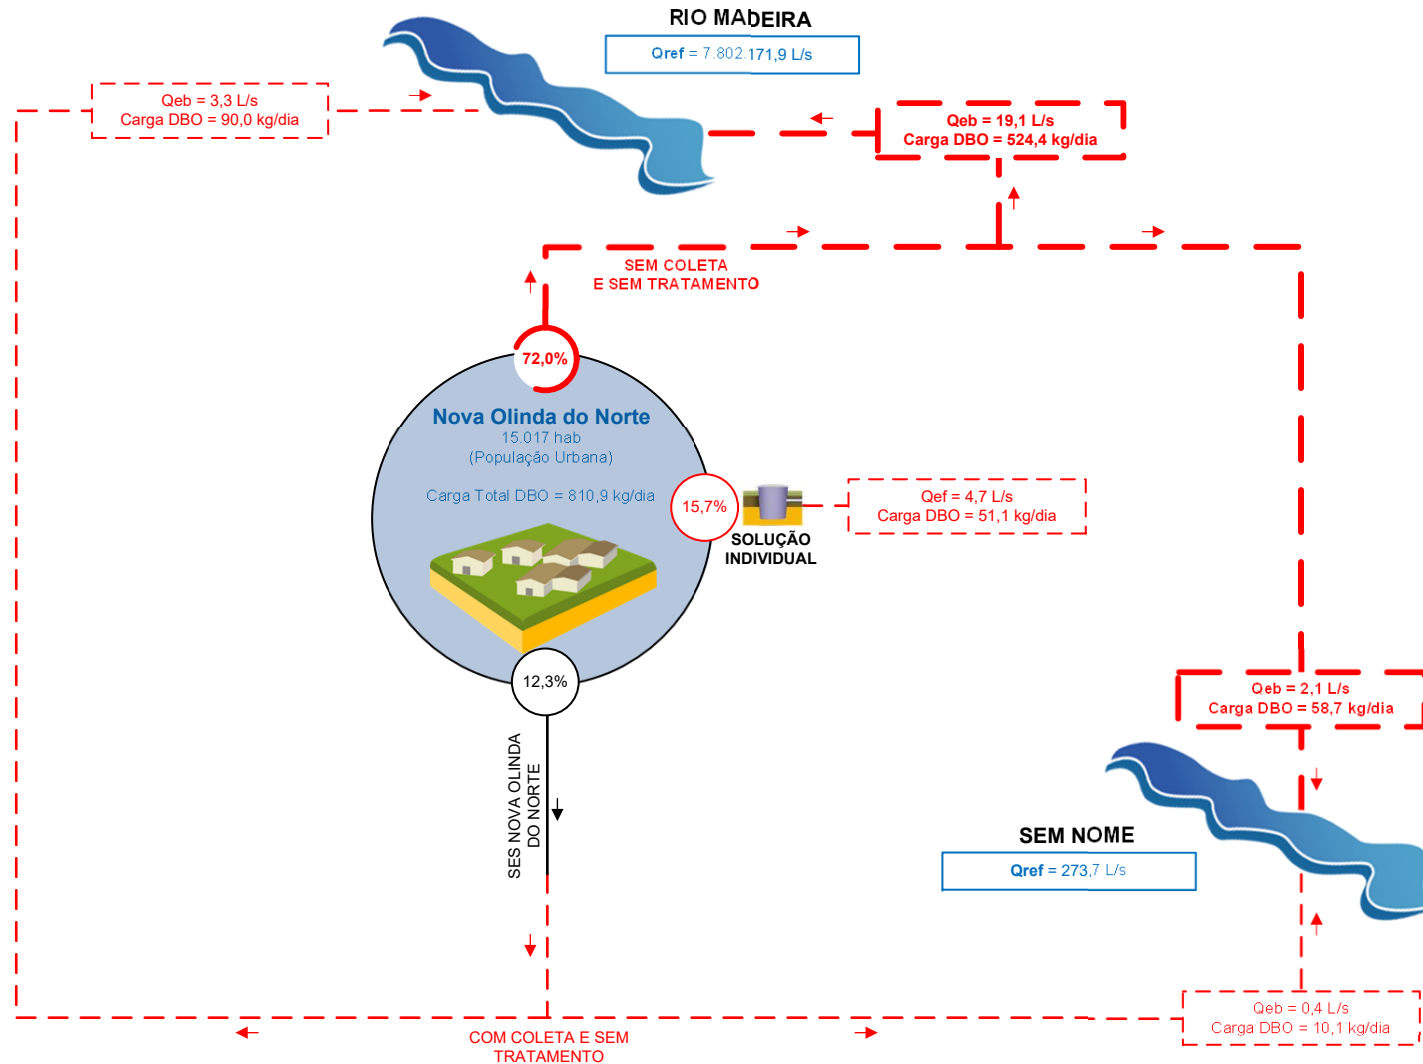 RIO MADEIRA
Qref = 7.802.171,9 L/s
Qeb = 3,3 L/s
Carga DBO = 90,0 kg/dia
Qeb = 19,1 L/s
Carga DBO = 524,4 kg/dia
SEM COLETA
E SEM TRATAMENTO
72,0%
Nova Olinda do Norte
15.017 hab
(População Urbana)
Carga Total DBO = 810,9 kg/dia
15,7%
SOLUÇÃO
INDIVIDUAL
Qef = 4,7 L/s
Carga DBO = 51,1 kg/dia
12,3%
SES NOVA OLINDA
DO NORTE
Qeb = 2,1 L/s
Carga DBO = 58,7 kg/dia
SEM NOME
Qref = 273,7 L/s
Qeb = 0,4 L/s
Carga DBO = 10,1 kg/dia
COM COLETA E SEM
TRATAMENTO